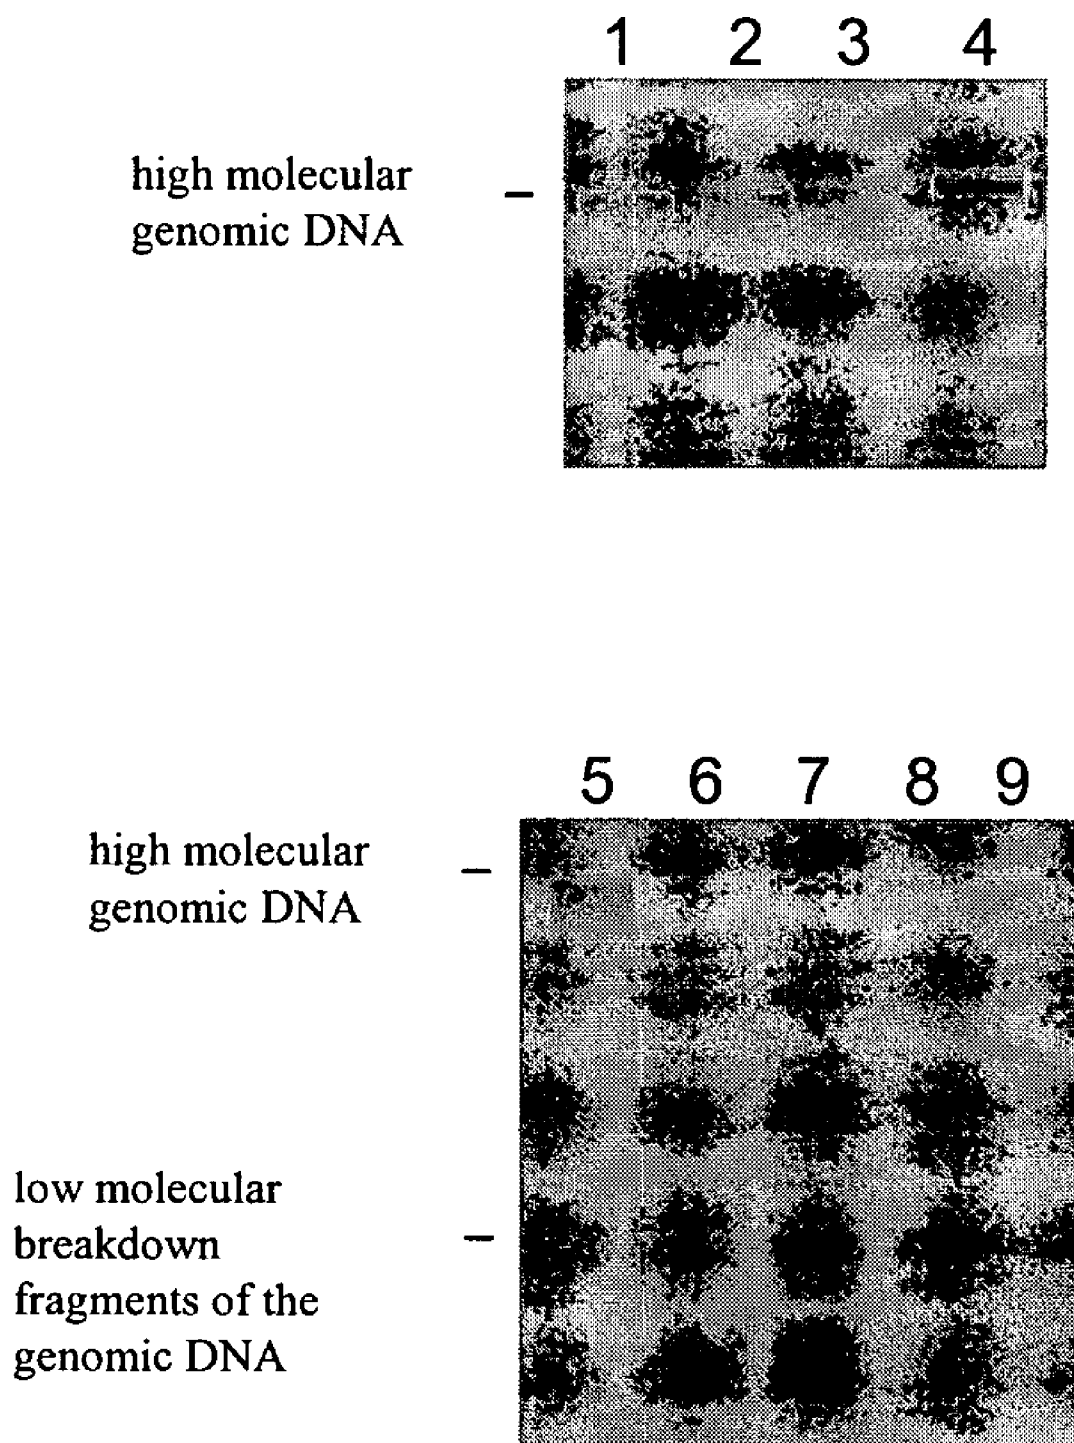 1 2 3 4
high molecular
genomic DNA
5 6 7 8 9
high molecular
genomic DNA
low molecular
breakdown
fragments of the
genomic DNA